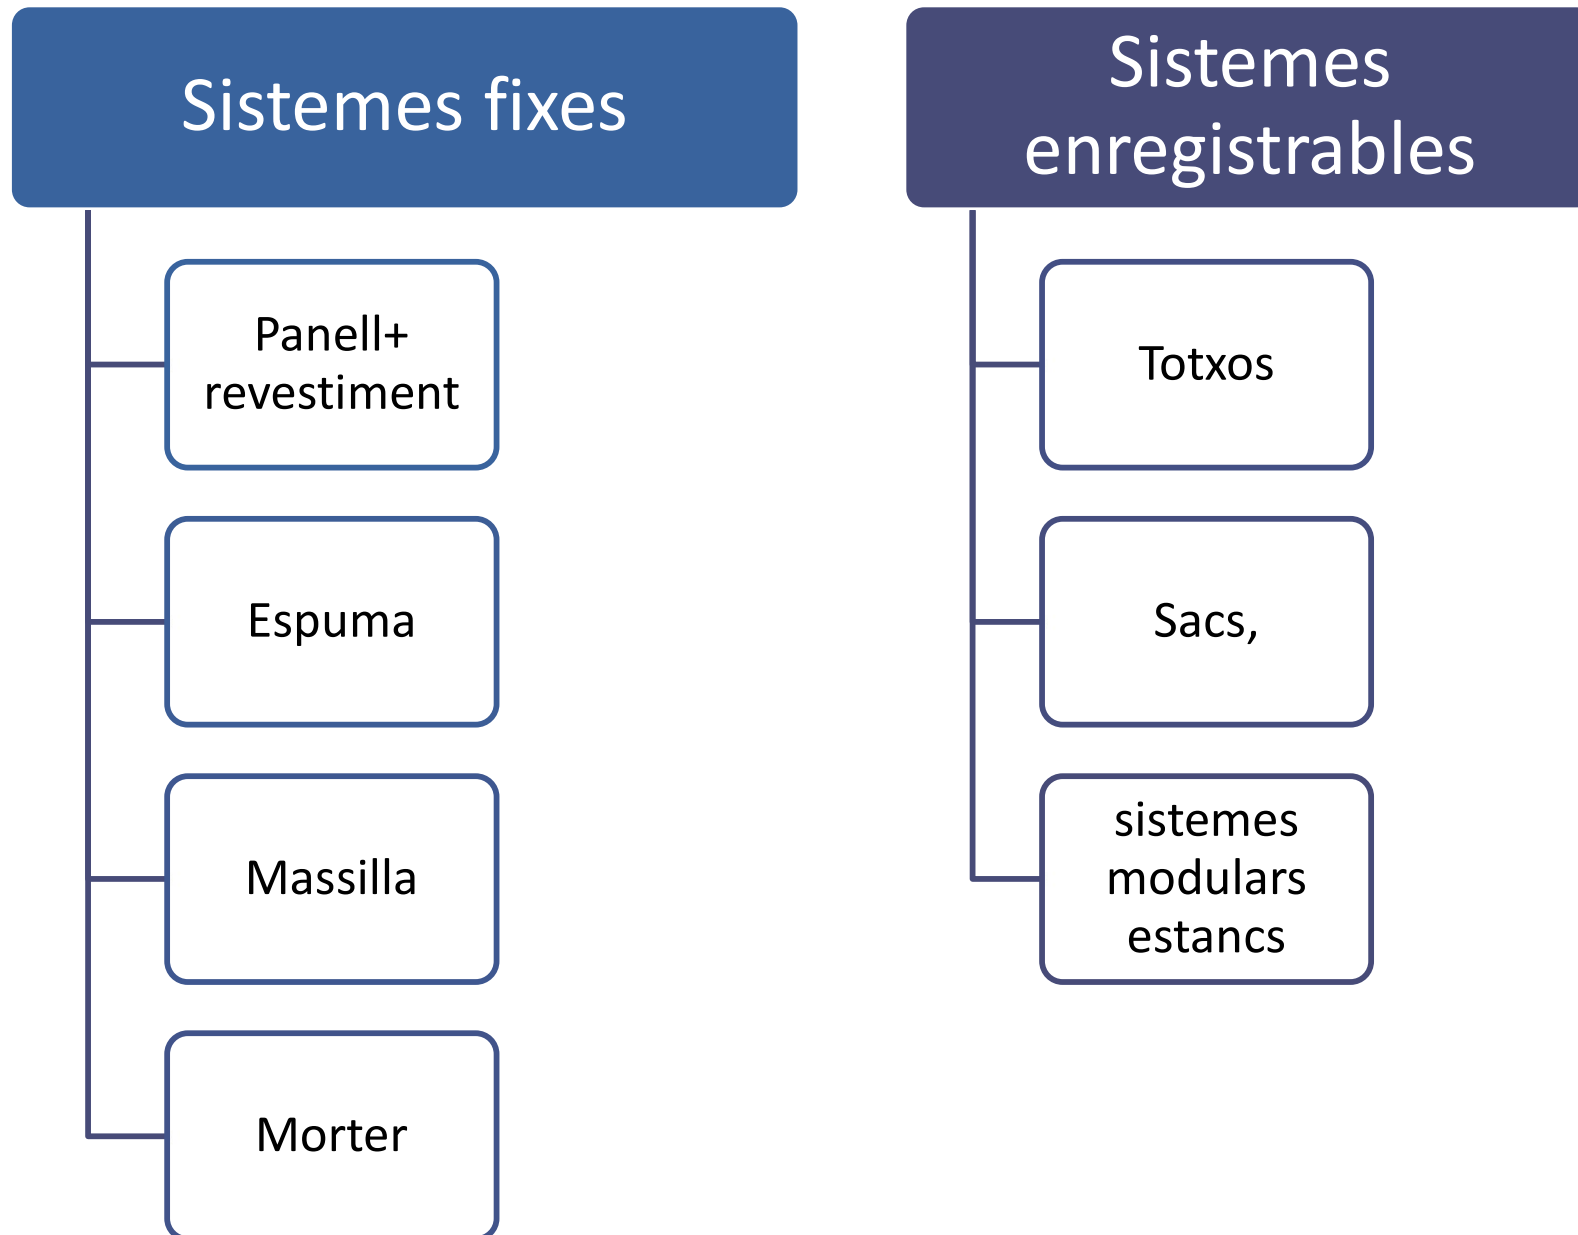 Sistemes fixes
Panell+
revestiment
Espuma
Massilla
Morter
Sistemes
enregistrables
Totxos
Sacs,
sistemes
modulars
estancs